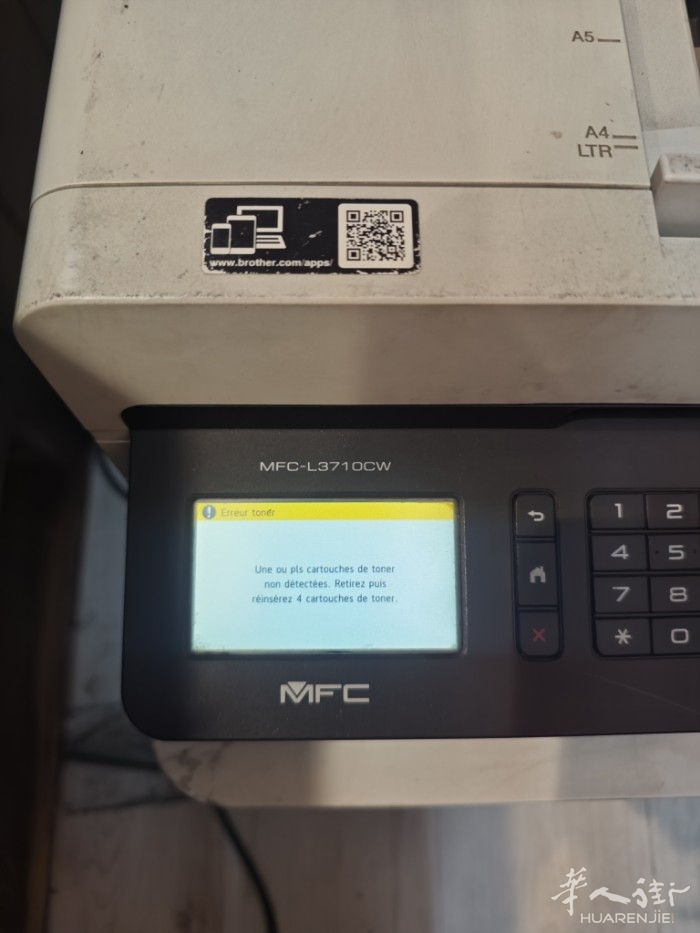 A5
A4
LTR
www.brother.com/apps/
MFC-L3710CW
Erreur toner
Une ou pls cartouches de toner
non détectées. Retirez puis
réinsérez 4 cartouches de toner.
1 2
4 5
7 8
* 0
MFC
华人街
HUARENJIE